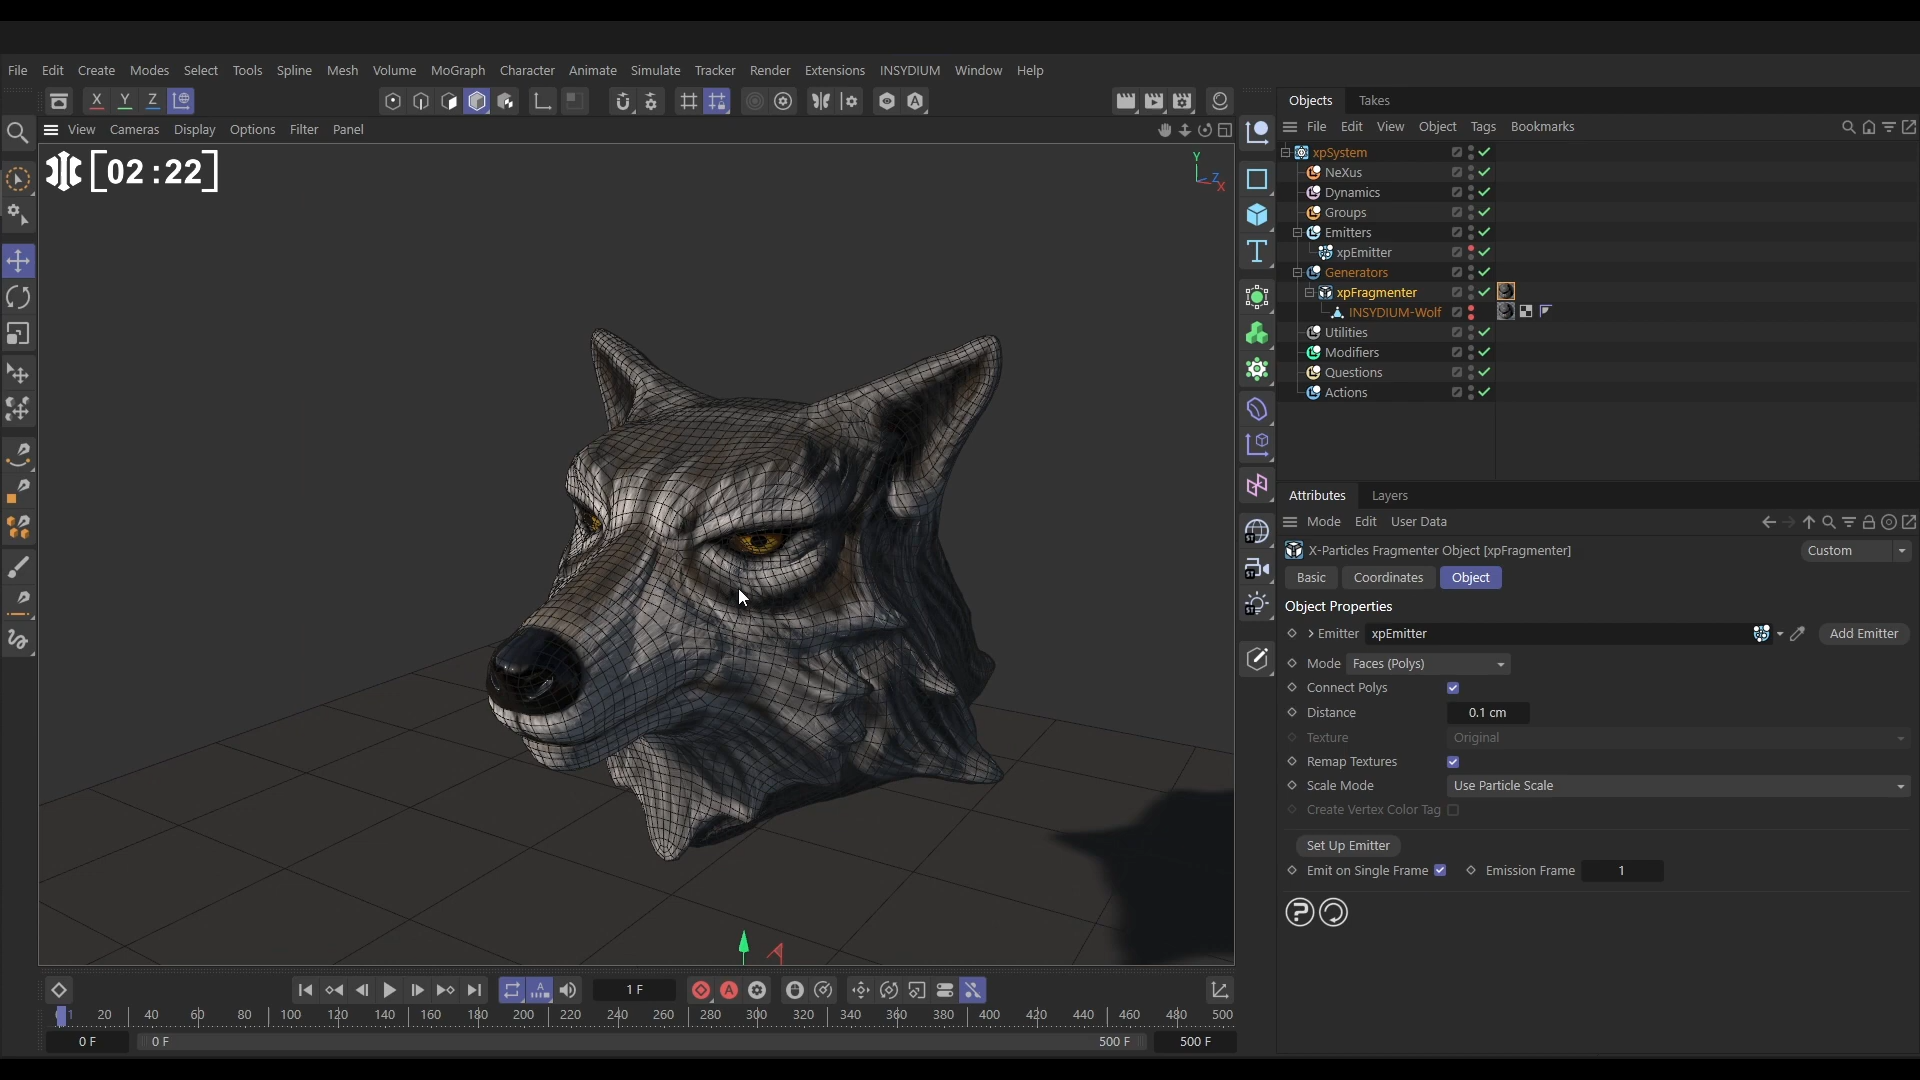 File Edit Create Modes Select Tools Spline Mesh Volume MoGraph Character Animate Simulate Tracker Render Extensions INSYDIUM Window Help
X Y Z
View Cameras Display Options Filter Panel
[02:22]
Y
Z
X
Objects Takes
File Edit View Object Tags Bookmarks
xpSystem
NeXus
Dynamics
Groups
Emitters
xpEmitter
Generators
xpFragmenter
INSYDIUM-Wolf
Utilities
Modifiers
Questions
Actions
Attributes Layers
Mode Edit User Data
X-Particles Fragmenter Object [xpFragmenter] Custom
Basic Coordinates Object
Object Properties
Emitter xpEmitter Add Emitter
Mode Faces (Polys)
Connect Polys
Distance 0.1 cm
Texture Original
Remap Textures
Scale Mode Use Particle Scale
Create Vertex Color Tag
Set Up Emitter
Emit on Single Frame Emission Frame 1
1 F
1 20 40 60 80 100 120 140 160 180 200 220 240 260 280 300 320 340 360 380 400 420 440 460 480 500
0 F 0 F 500 F 500 F